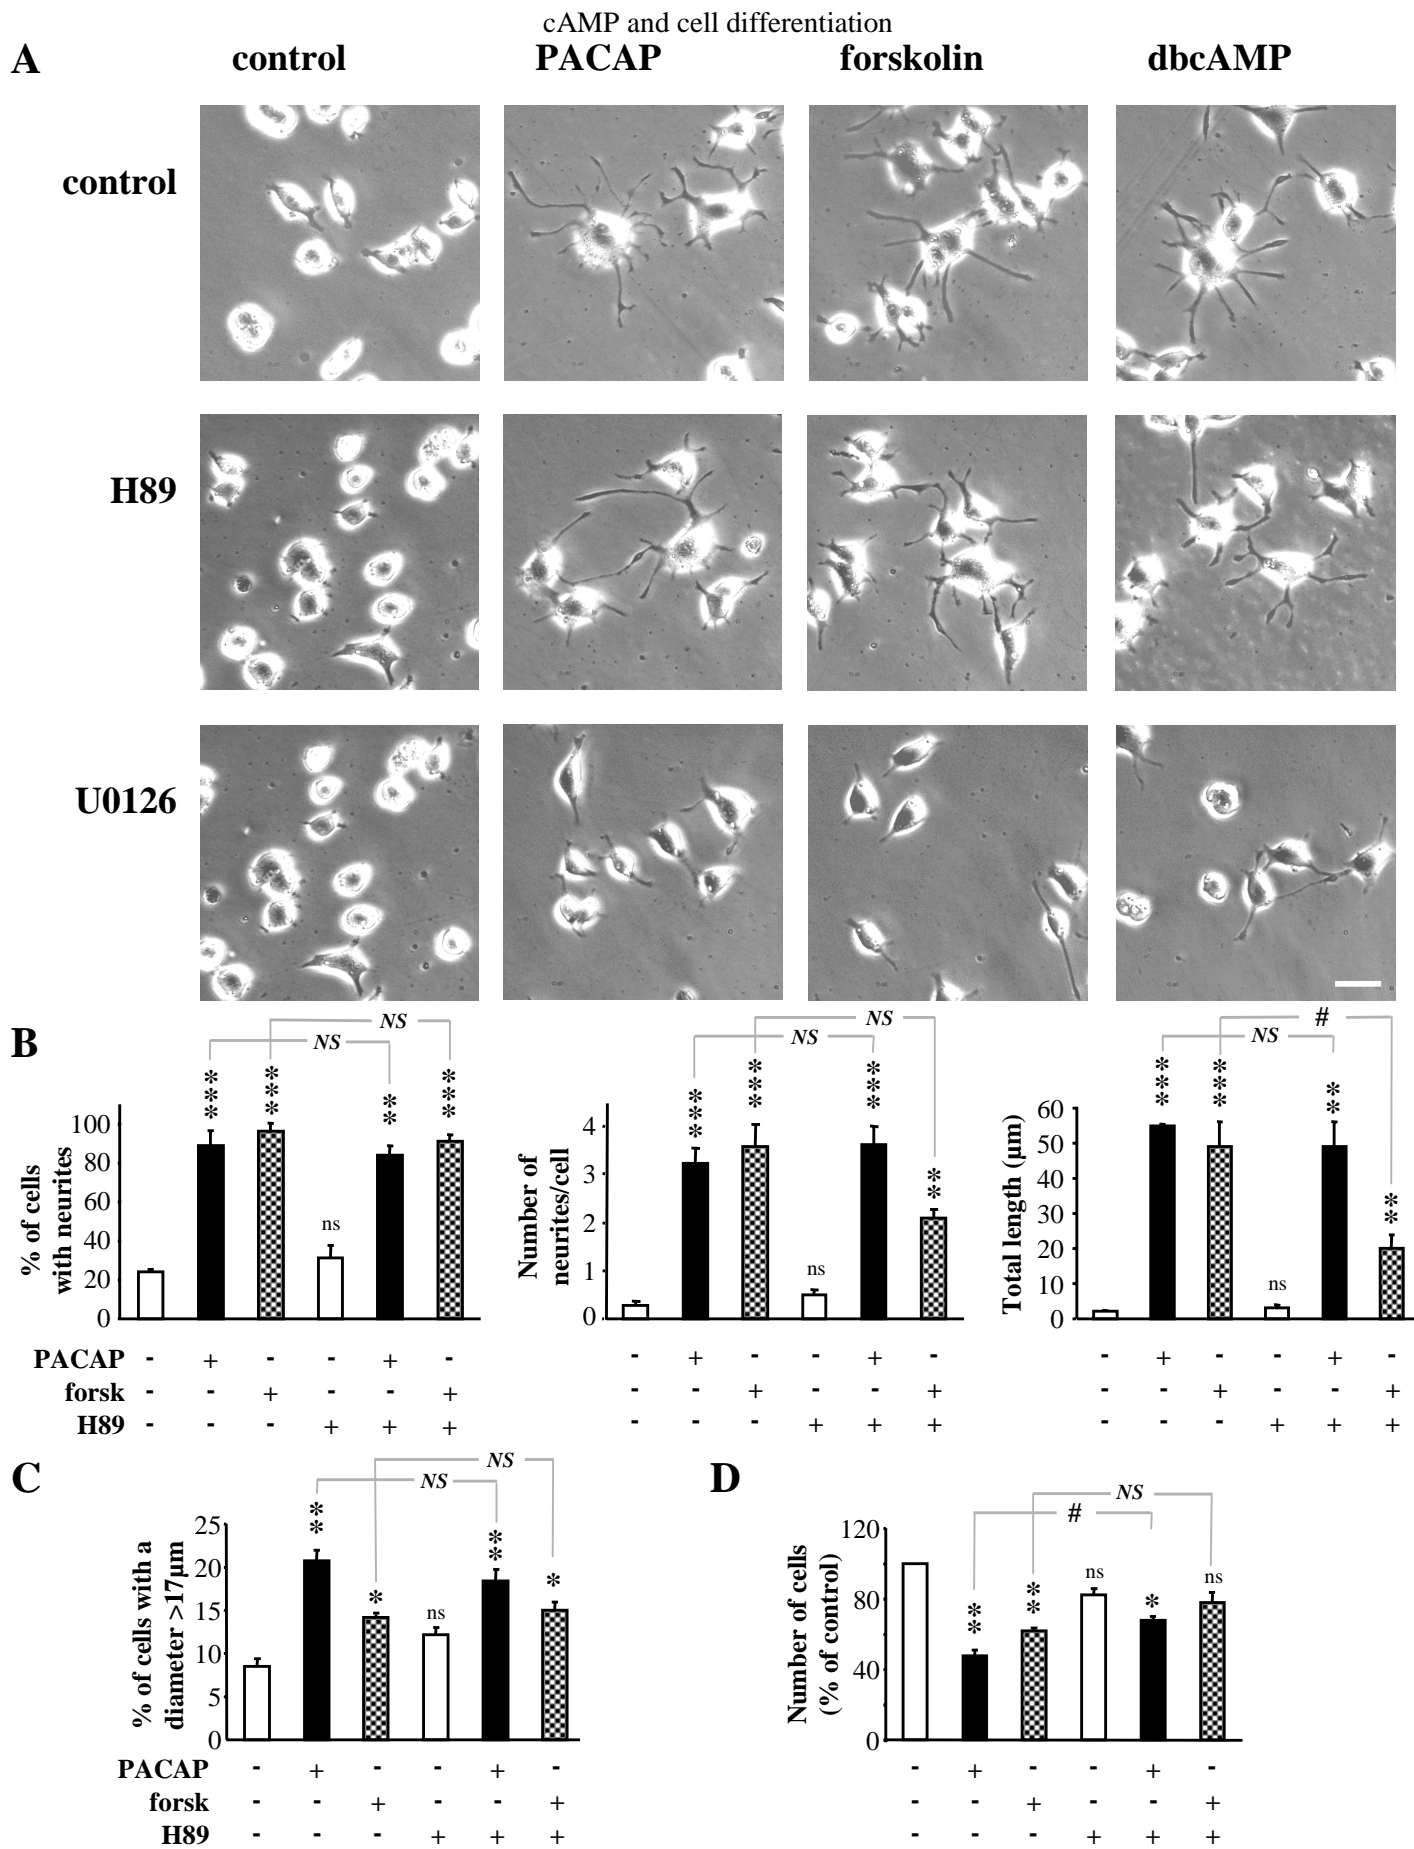 cAMP and cell differentiation
A control PACAP forskolin dbcAMP
control
H89
U0126
B
NS NS
*** *** ns ** ***
% of cells
with neurites
100
80
60
40
20
0
PACAP - + - - + -
forsk - - + - - +
H89 - - - + + +
NS NS
*** *** ns *** **
Number of
neurites/cell
4
3
2
1
0
- + - - + -
- - + - - +
- - - + + +
# NS
*** *** ns ** **
Total length (µm)
60
50
40
30
20
10
0
- + - - + -
- - + - - +
- - - + + +
C
NS NS
** * ns ** *
% of cells with a
diameter >17µm
25
20
15
10
5
0
PACAP - + - - + -
forsk - - + - - +
H89 - - - + + +
D
NS
#
** ** ns * ns
Number of cells
(% of control)
120
80
40
0
- + - - + -
- - + - - +
- - - + + +